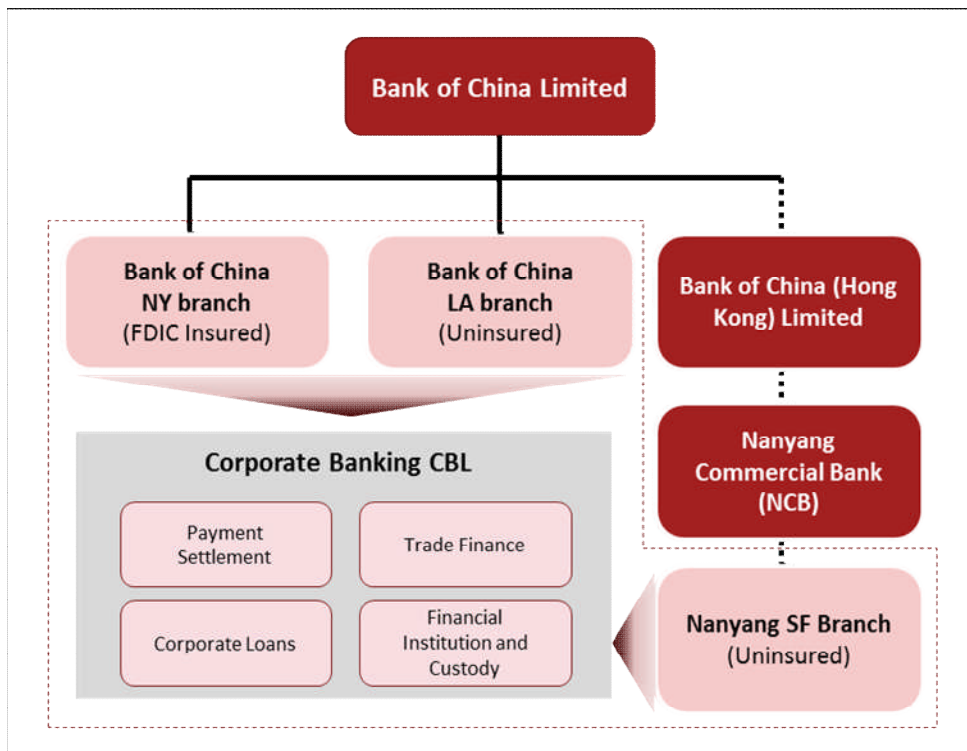 Bank of China Limited
Bank of China
NY branch
(FDIC Insured)
Bank of China
LA branch
(Uninsured)
Bank of China (Hong
Kong) Limited
Corporate Banking CBL
Payment
Settlement
Trade Finance
Corporate Loans
Financial
Institution and
Custody
Nanyang
Commercial Bank
(NCB)
Nanyang SF Branch
(Uninsured)